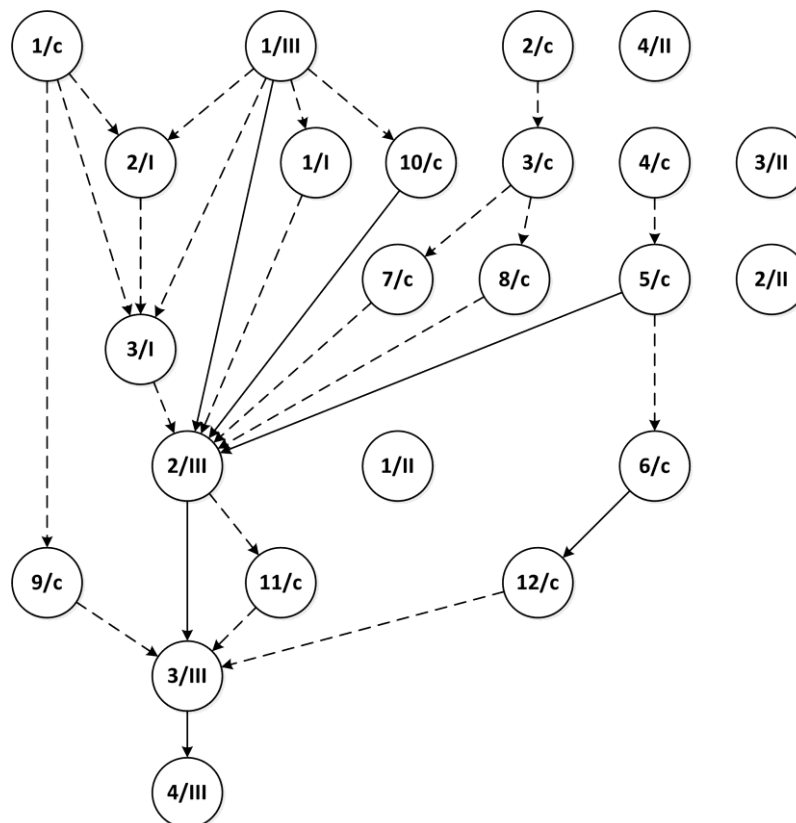 1/c 1/III 2/c 4/II
2/I 1/I 10/c 3/c 4/c 3/II
7/c 8/c 5/c 2/II
3/I
2/III 1/II 6/c
9/c 11/c 12/c
3/III
4/III